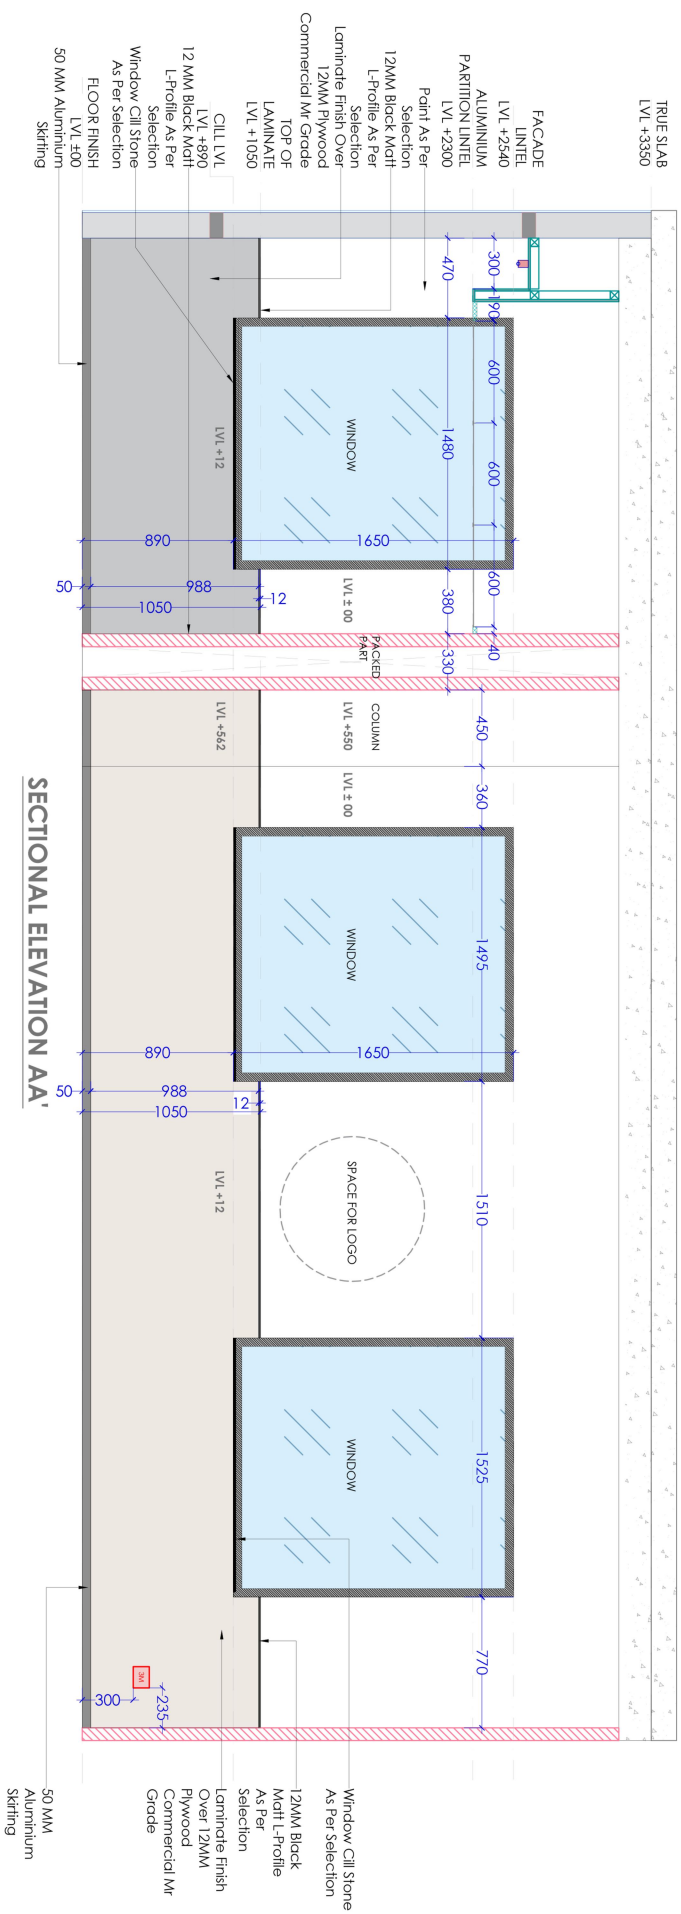 TRUE SLAB
LVL +3350
FACADE
LINTEL
LVL +2540
ALUMINIUM
PARTITION LINTEL
LVL +2300
Paint As Per
Selection
12MM Black Matt
L-Profile As Per
Selection
Laminate Finish Over
12MM Plywood
Commercial Mr Grade
TOP OF
LAMINATE
LVL +1050
CILL LVL
LVL +890
12 MM Black Matt
L-Profile As Per
Selection
Window Cill Stone
As Per Selection
FLOOR FINISH
LVL ±00
50 MM Aluminium
Skirting
300
190
600
600
600
40
470
1480
380
330
WINDOW
1650
890
LVL +12
50
988
12
1050
LVL ± 00
PACKED
PART
COLUMN
LVL +550
LVL +562
LVL ± 00
450
360
1495
1510
1525
770
WINDOW
1650
890
50
988
12
1050
SPACE FOR LOGO
LVL +12
WINDOW
3M
300
235
Window Cill Stone
As Per Selection
12MM Black
Matt L-Profile
As Per
Selection
Laminate Finish
Over 12MM
Plywood
Commercial Mr
Grade
50 MM
Aluminium
Skirting
SECTIONAL ELEVATION AA'